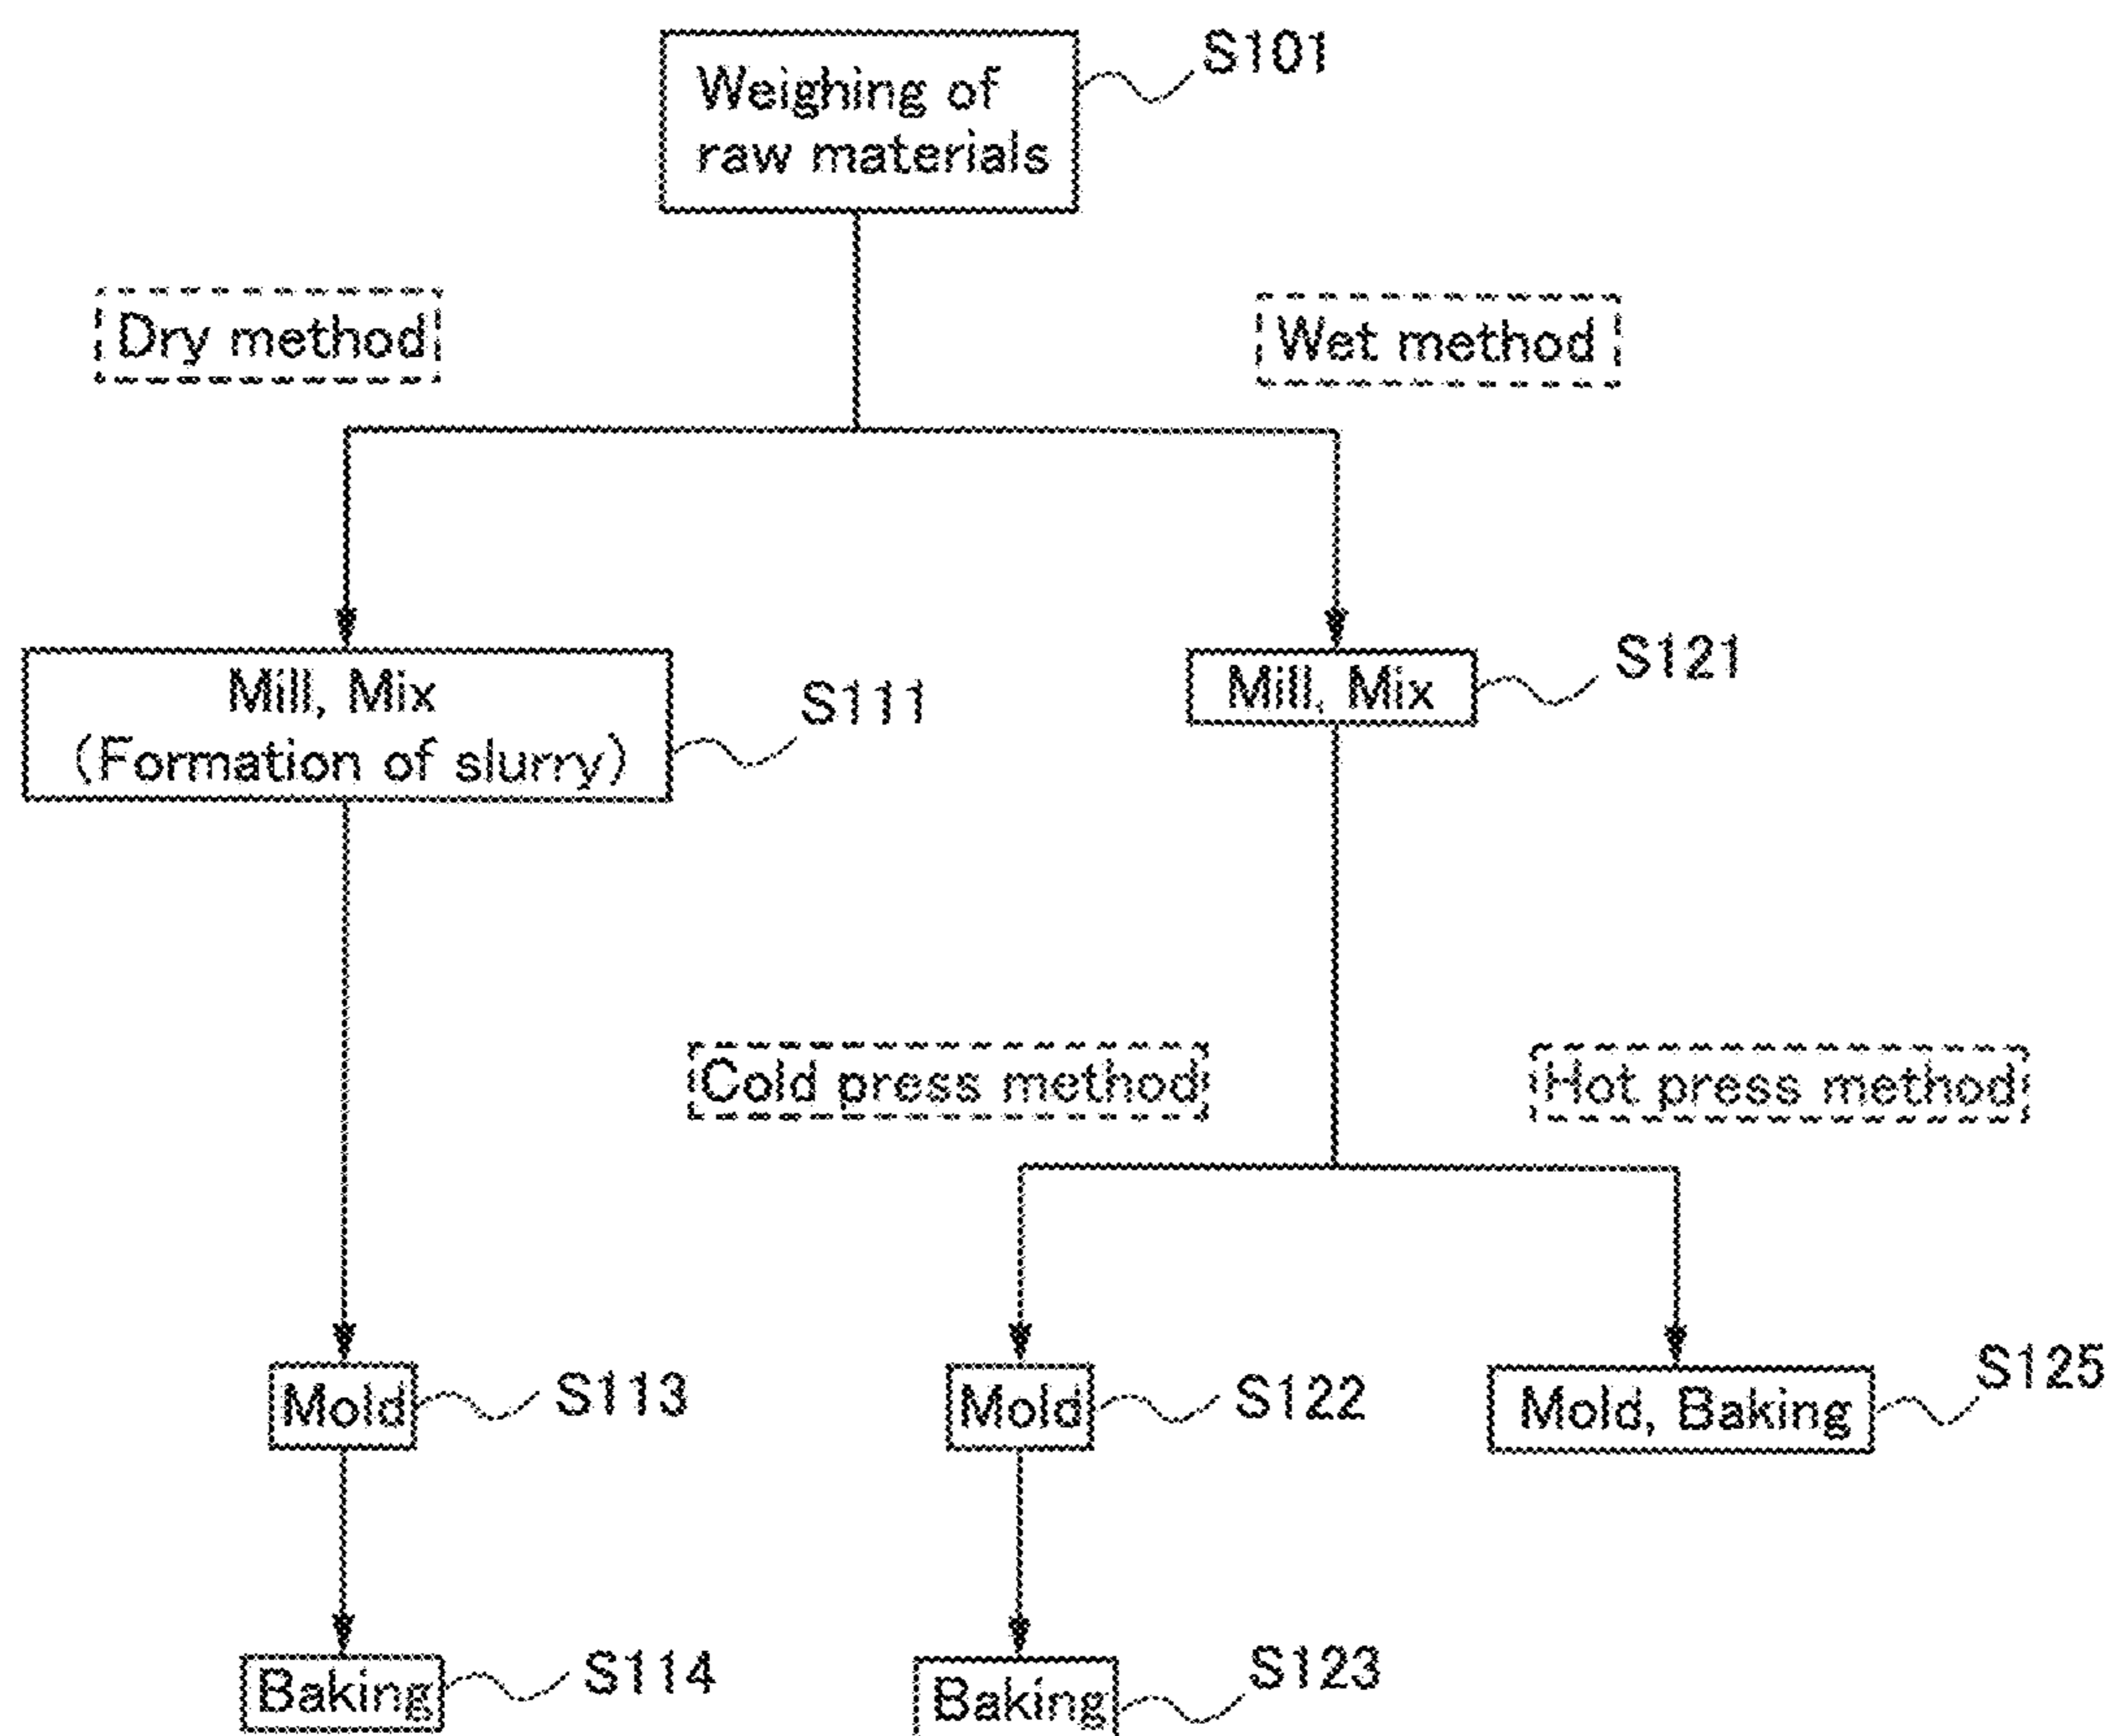 Weighing of
raw materials
S101
Dry method
Wet method
Mill, Mix
(Formation of slurry)
S111
Mill, Mix
S121
Cold press method
Hot press method
Mold
S113
Mold
S122
Mold, Baking
S125
Baking
S114
Baking
S123